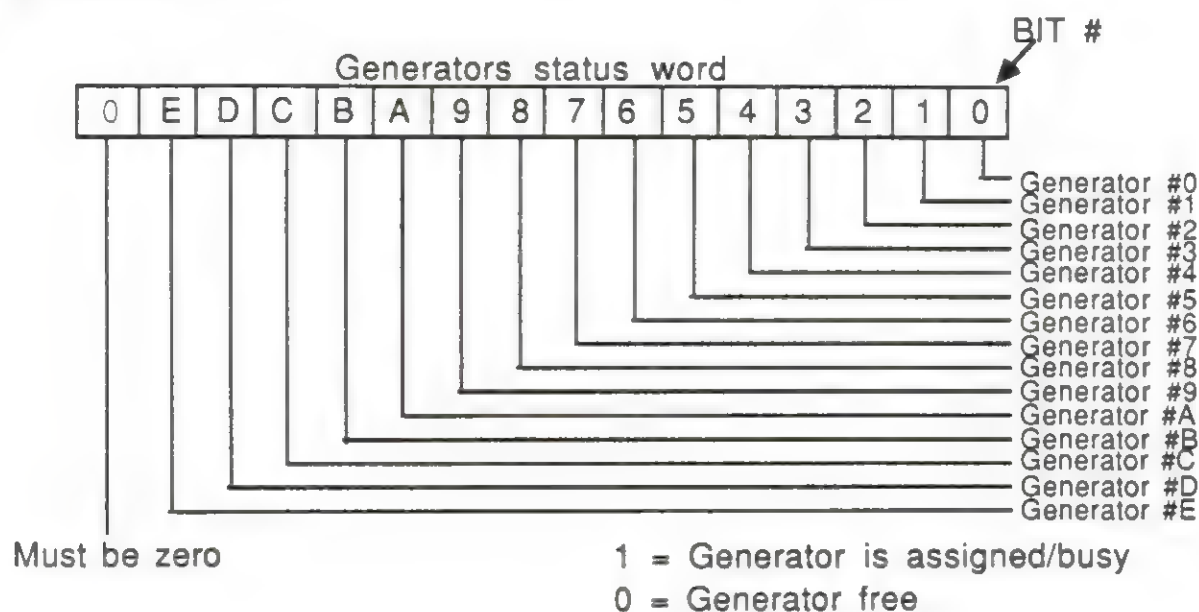 BIT #
Generators status word
0 E D C B A 9 8 7 6 5 4 3 2 1 0
Generator #0
Generator #1
Generator #2
Generator #3
Generator #4
Generator #5
Generator #6
Generator #7
Generator #8
Generator #9
Generator #A
Generator #B
Generator #C
Generator #D
Generator #E
Must be zero
1 = Generator is assigned/busy
0 = Generator free